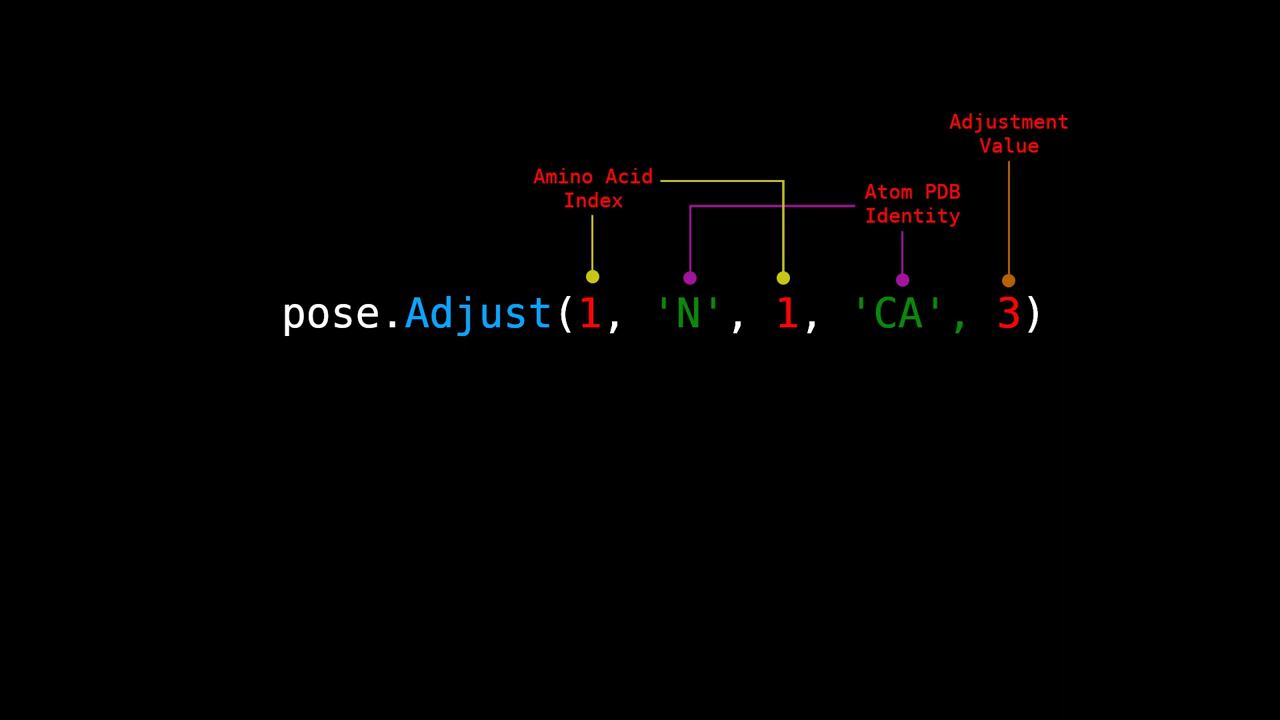 Adjustment
Value
Amino Acid
Index
Atom PDB
Identity
pose.Adjust(1, 'N', 1, 'CA', 3)